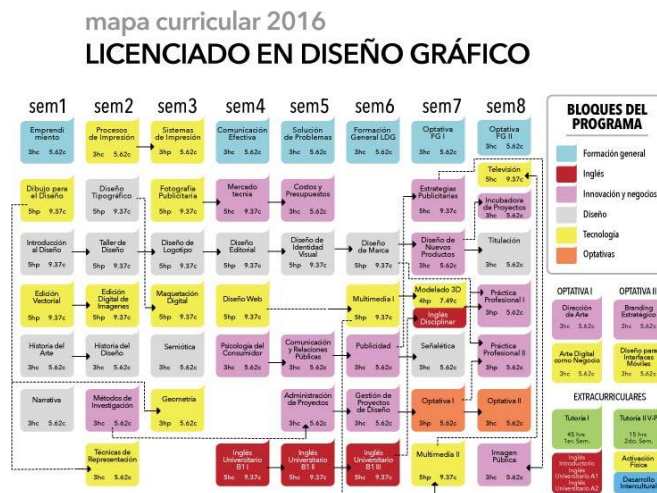 mapa curricular 2016
LICENCIADO EN DISEÑO GRÁFICO
sem1 sem2 sem3 sem4 sem5 sem6 sem7 sem8
Emprendi
miento
3hc 5.62c
Procesos
de Impresión
3hc 5.62c
Sistemas
de Impresión
3hp 5.62c
Comunicación
Efectiva
3hc 5.62c
Solución
de Problemas
3hc 5.62c
Formación
General LDG
3hc 5.62c
Optativa
FG I
3hc 5.62c
Optativa
FG II
3hc 5.62c
Dibujo para
el Diseño
5hp 9.37c
Diseño
Tipográfico
5hp 9.37c
Fotografía
Publicitaria
5hp 9.37c
Mercado
tecnia
5hc 9.37c
Costos y
Presupuestos
3hc 5.62c
Estrategias
Publicitarias
5hc 9.37c
Televisión
5hc 9.37c
Incubadora
de Proyectos
3hc 5.62c
Introducción
al Diseño
5hp 9.37c
Taller de
Diseño
5hp 9.37c
Diseño de
Logotipo
5hp 9.37c
Diseño
Editorial
5hp 9.37c
Diseño de
Identidad
Visual
5hp 9.37c
Diseño
de Marca
5hp 9.37c
Diseño de
Nuevos
Productos
3hc 5.62c
Titulación
3hc 5.62c
Edición
Vectorial
5hp 9.37c
Edición
Digital de
Imágenes
5hp 9.37c
Maquetación
Digital
5hp 9.37c
Diseño Web
5hp 9.37c
Multimedia I
5hp 9.37c
Modelado 3D
4hp 7.49c
Inglés
Disciplinar
Práctica
Profesional I
3hp 5.62c
Historia del
Arte
3hc 5.62c
Historia del
Diseño
3hc 5.62c
Semiótica
3hc 5.62c
Psicología del
Consumidor
3hc 5.62c
Comunicación
y Relaciones
Públicas
3hc 5.62c
Publicidad
3hc 5.62c
Señalética
3hc 5.62c
Práctica
Profesional II
3hp 5.62c
Narrativa
3hc 5.62c
Métodos de
Investigación
3hc 5.62c
Geometría
3hc 5.62c
Administración
de Proyectos
3hc 5.62c
Gestión de
Proyectos
de Diseño
3hc 5.62c
Optativa I
3hp 5.62c
Optativa II
3hc 5.62c
Técnicas de
Representación
3hc 5.62c
Inglés
Universitario
B1 I
5hc 9.37c
Inglés
Universitario
B1 II
5hc 9.37c
Inglés
Universitario
B1 III
5hc 9.37c
Multimedia II
5hp 9.37c
Imagen
Pública
3hc 5.62c
BLOQUES DEL
PROGRAMA
Formación general
Inglés
Innovación y negocios
Diseño
Tecnología
Optativas
OPTATIVA I
Dirección
de Arte
3hc 5.62c
Arte Digital
como Negocio
3hc 5.62c
OPTATIVA II
Branding
Estratégico
3hc 5.62c
Diseño para
Interfaces
Móviles
3hc 5.62c
EXTRACURRICULARES
Tutoría I
45 hrs
1er. Sem.
Tutoría II V-P
15 hrs
2do. Sem.
Inglés
Introductorio
Inglés
Universitario A1
Inglés
Universitario A2
Activación
Física
Desarrollo
Intercultural